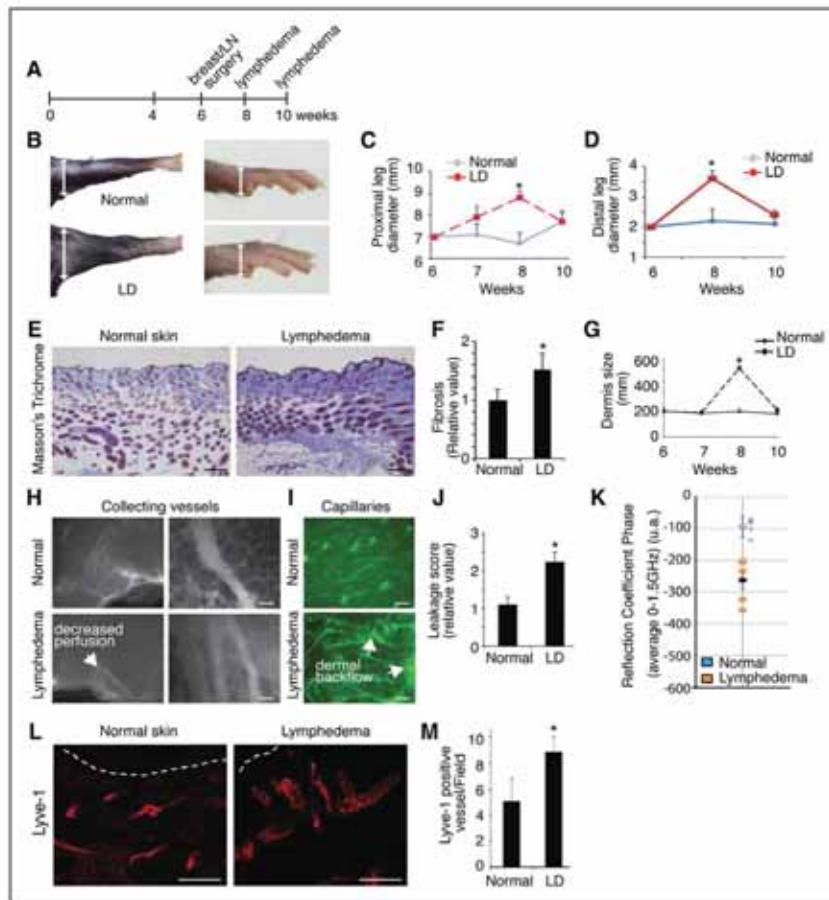 A
breast/LN
surgery
lymphedema
lymphedema
0
4
6
8
10 weeks
B
Normal
LD
C
Normal
LD
Proximal leg
diameter (mm)
10
9
8
7
6
*
6
7
8
10
Weeks
D
Normal
LD
Distal leg
diameter (mm)
4
3
2
1
*
6
8
10
Weeks
E
Normal skin
Lymphedema
Masson's Trichrome
F
Fibrosis
(Relative value)
2
1
0
*
Normal
LD
G
Normal
LD
Dermis size
(mm)
600
400
200
0
*
6
7
8
10
Weeks
H
Collecting vessels
Normal
Lymphedema
decreased
perfusion
I
Capillaries
Normal
Lymphedema
dermal
backflow
J
Leakage score
(relative value)
3
2
1
0
*
Normal
LD
K
Reflection Coefficient Phase
(average 0-1.5GHz) (u.a.)
0
-100
-200
-300
-400
-500
-600
Normal
Lymphedema
L
Normal skin
Lymphedema
Lyve-1
M
Lyve-1 positive
vessel/Field
10
8
6
4
2
0
*
Normal
LD